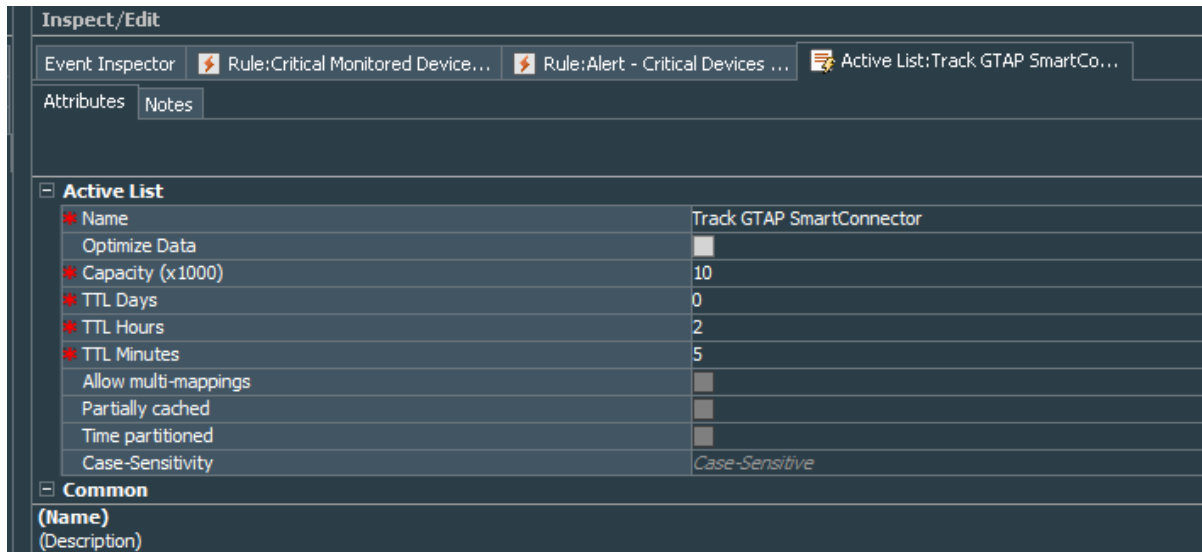 Inspect/Edit
Event Inspector Rule:Critical Monitored Device... Rule:Alert - Critical Devices ... Active List:Track GTAP SmartCo...
Attributes Notes
Active List
Name Track GTAP SmartConnector
Optimize Data
Capacity (x1000) 10
TTL Days 0
TTL Hours 2
TTL Minutes 5
Allow multi-mappings
Partially cached
Time partitioned
Case-Sensitivity Case-Sensitive
Common
(Name)
(Description)